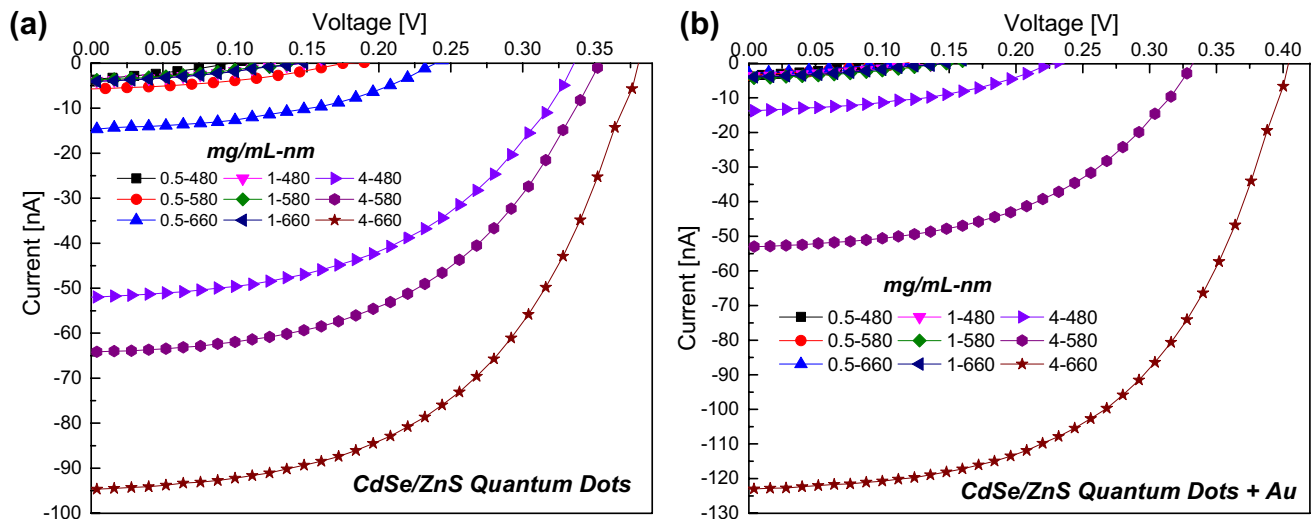 (a)
Voltage [V]
0.00 0.05 0.10 0.15 0.20 0.25 0.30 0.35
0
-10
-20
-30
-40
-50
-60
-70
-80
-90
-100
Current [nA]
mg/mL-nm
0.5-480 1-480 4-480
0.5-580 1-580 4-580
0.5-660 1-660 4-660
CdSe/ZnS Quantum Dots
(b)
Voltage [V]
0.00 0.05 0.10 0.15 0.20 0.25 0.30 0.35 0.40
0
-10
-20
-30
-40
-50
-60
-70
-80
-90
-100
-110
-120
-130
Current [nA]
mg/mL-nm
0.5-480 1-480 4-480
0.5-580 1-580 4-580
0.5-660 1-660 4-660
CdSe/ZnS Quantum Dots + Au